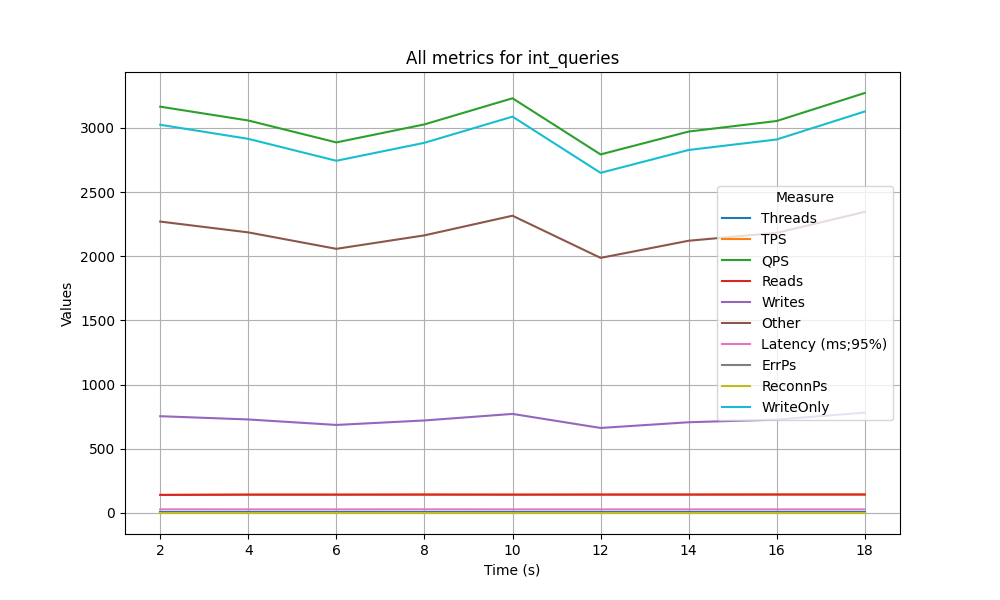 All metrics for int_queries
Values
3000
2500
2000
1500
1000
500
0
Measure
Threads
TPS
QPS
Reads
Writes
Other
Latency (ms;95%)
ErrPs
ReconnPs
WriteOnly
2 4 6 8 10 12 14 16 18
Time (s)